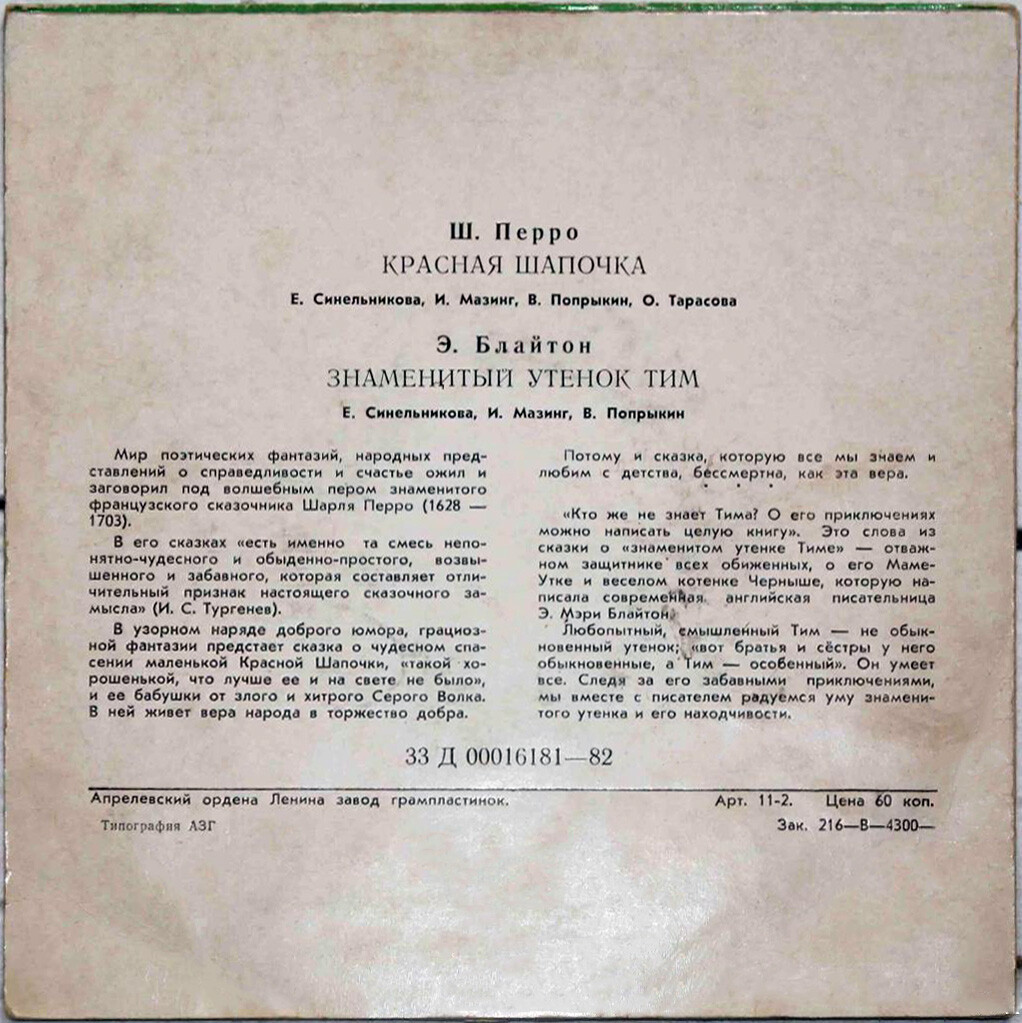 Ш. Перро
КРАСНАЯ ШАПОЧКА
Е. Синельникова, И. Мазинг, В. Попрыкин, О. Тарасова
Э. Блайтон
ЗНАМЕНИТЫЙ УТЕНОК ТИМ
Е. Синельникова, И. Мазинг, В. Попрыкин
Мир поэтических фантазий, народных пред-
ставлений о справедливости и счастье ожил и
заговорил под волшебным пером знаменитого
французского сказочника Шарля Перро (1628 —
1703).
В его сказках «есть именно та смесь непо-
нятно-чудесного и обыденно-простого, возвы-
шенного и забавного, которая составляет отли-
чительный признак настоящего сказочного за-
мысла» (И. С. Тургенев).
В узорном наряде доброго юмора, грациоз-
ной фантазии предстает сказка о чудесном спа-
сении маленькой Красной Шапочки, «такой хо-
рошенькой, что лучше ее и на свете не было»,
и ее бабушки от злого и хитрого Серого Волка.
В ней живет вера народа в торжество добра.
Потому и сказка, которую все мы знаем и
любим с детства, бессмертна, как эта вера.
. . .
«Кто же не знает Тима? О его приключениях
можно написать целую книгу». Это слова из
сказки о «знаменитом утенке Тиме» — отваж-
ном защитнике всех обиженных, о его Маме-
Утке и веселом котенке Черныше, которую на-
писала современная английская писательница
Э. Мэри Блайтон.
Любопытный, смышленный Тим — не обык-
новенный утенок; «вот братья и сёстры у него
обыкновенные, а Тим — особенный». Он умеет
все. Следя за его забавными приключениями,
мы вместе с писателем радуемся уму знамени-
того утенка и его находчивости.
33 Д 00016181—82
Апрелевский ордена Ленина завод грампластинок.
Арт. 11-2. Цена 60 коп.
Типография АЗГ
Зак. 216—В—4300—